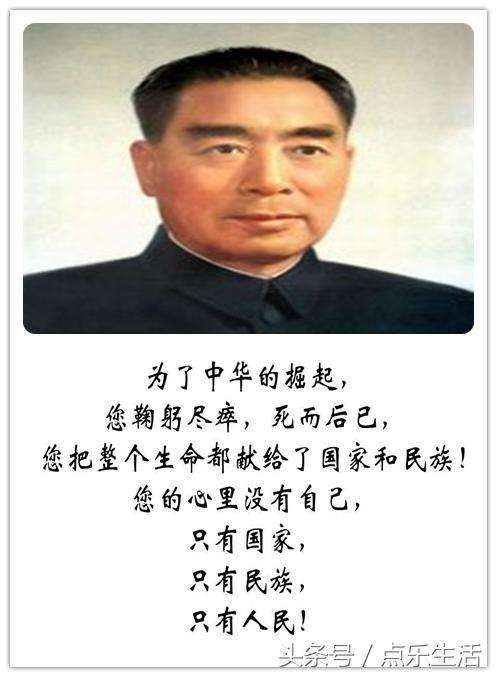 为了中华的掘起，
您鞠躬尽瘁，死而后已，
您把整个生命都献给了国家和民族！
您的心里没有自己，
只有国家，
只有民族，
只有人民！
头条号 / 点乐生活